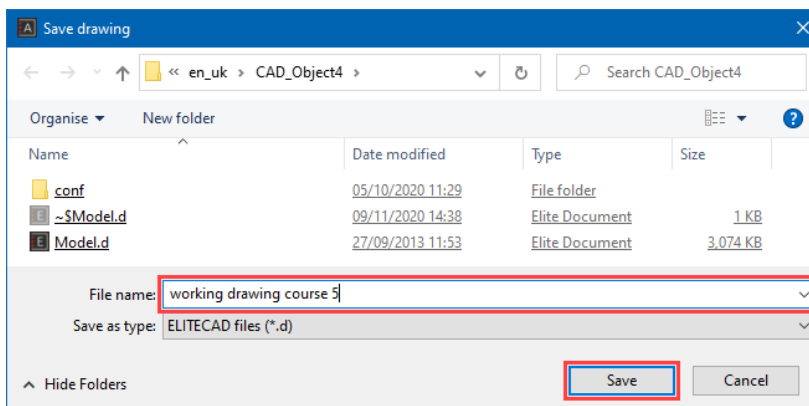 Save drawing
« en_uk > CAD_Object4 >
Search CAD_Object4
Organise
New folder
Name Date modified Type Size
conf 05/10/2020 11:29 File folder
~$Model.d 09/11/2020 14:38 Elite Document 1 KB
Model.d 27/09/2013 11:53 Elite Document 3,074 KB
File name: working drawing course 5
Save as type: ELITECAD files (*.d)
Hide Folders
Save
Cancel